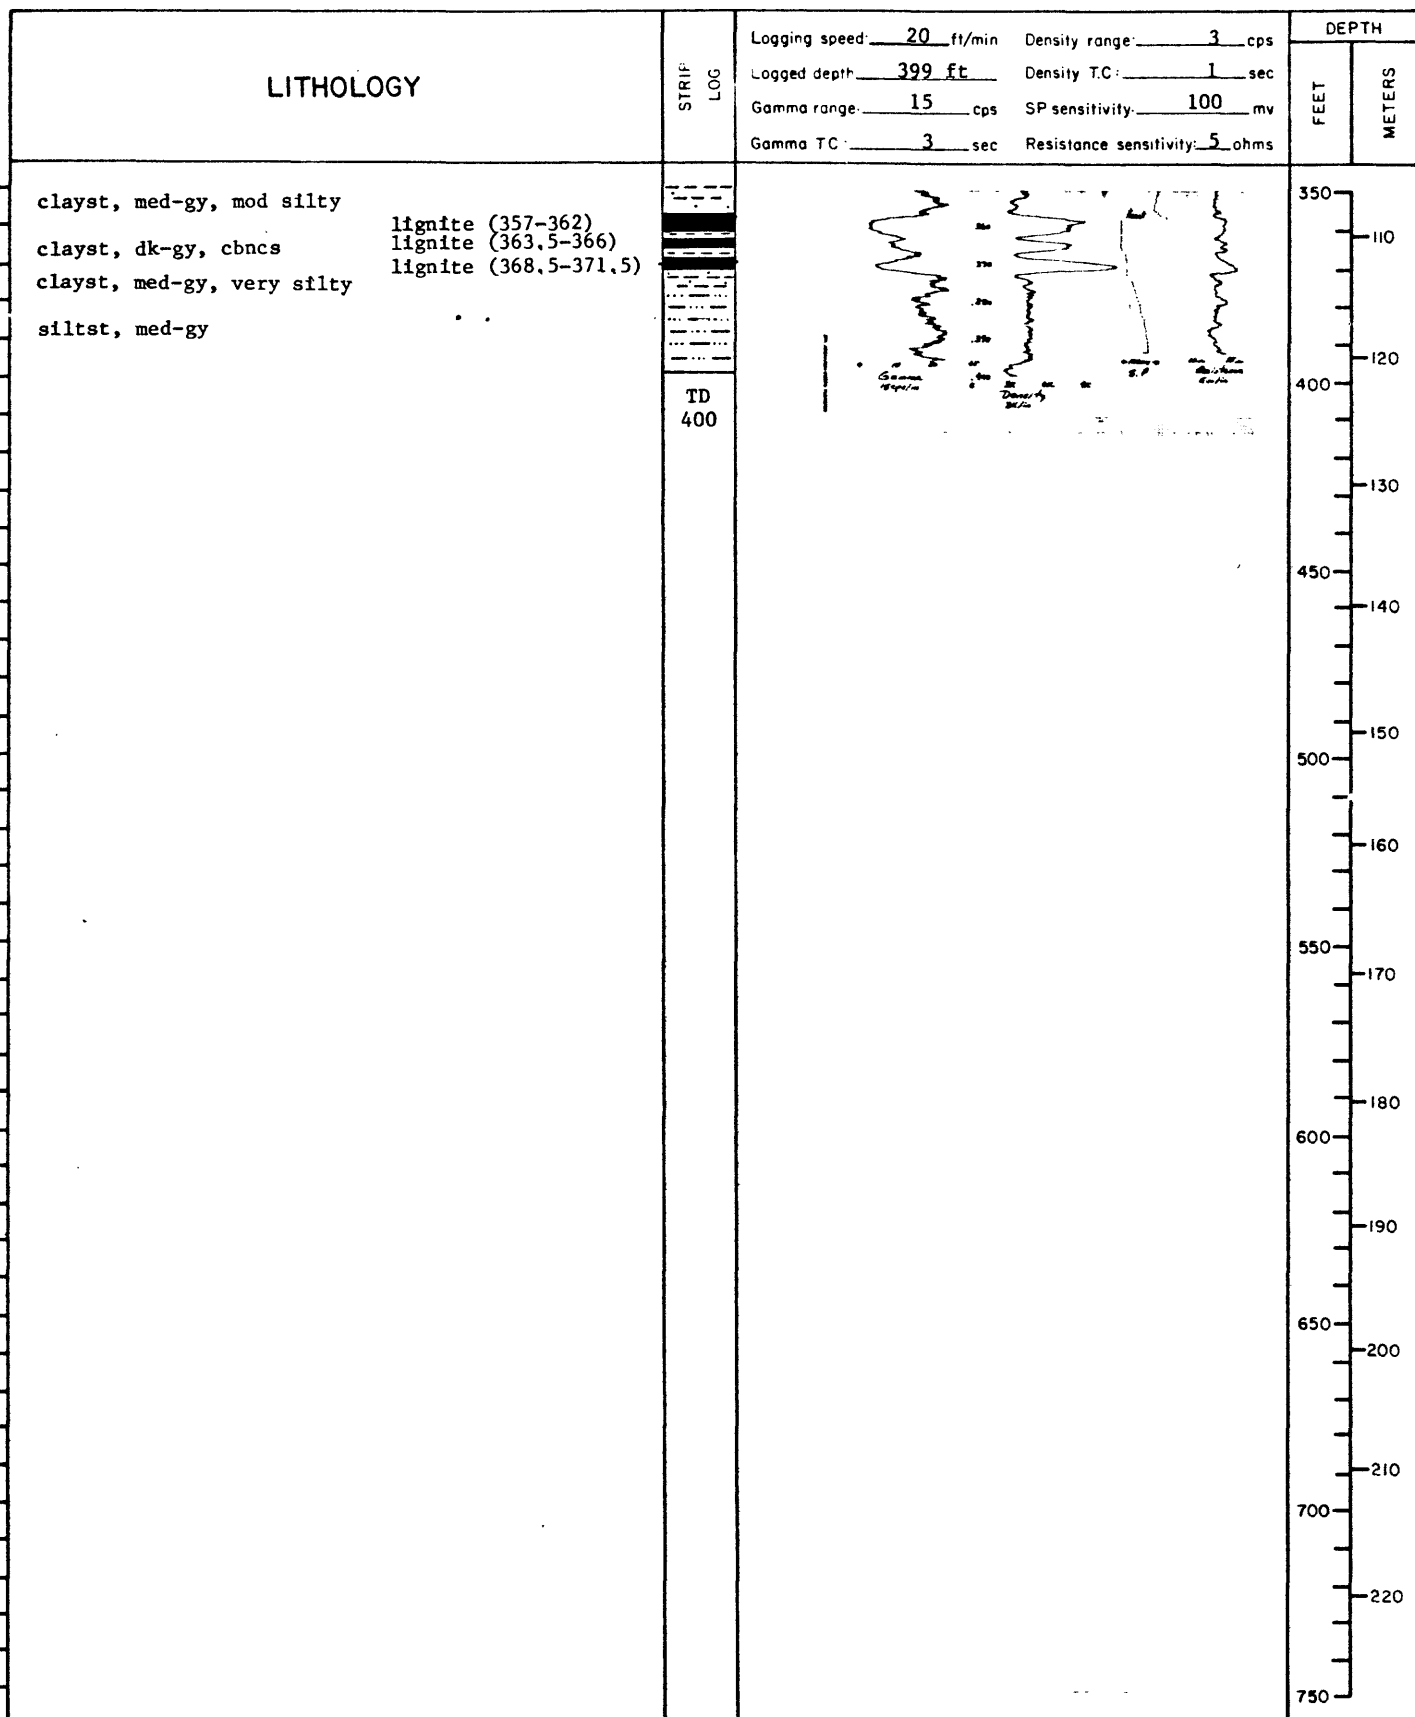 LITHOLOGY
STRIP LOG
Logging speed: 20 ft/min Density range: 3 cps
Logged depth 399 ft Density T.C: 1 sec
Gamma range: 15 cps SP sensitivity: 100 mv
Gamma TC: 3 sec Resistance sensitivity: 5 ohms
DEPTH
FEET
METERS
clayst, med-gy, mod silty
lignite (357-362)
lignite (363.5-366)
clayst, dk-gy, cbncs
lignite (368.5-371.5)
clayst, med-gy, very silty
siltst, med-gy
TD
400
Gamma
Density
S.P
350
110
120
400
130
450
140
150
500
160
550
170
180
600
190
650
200
210
700
220
750